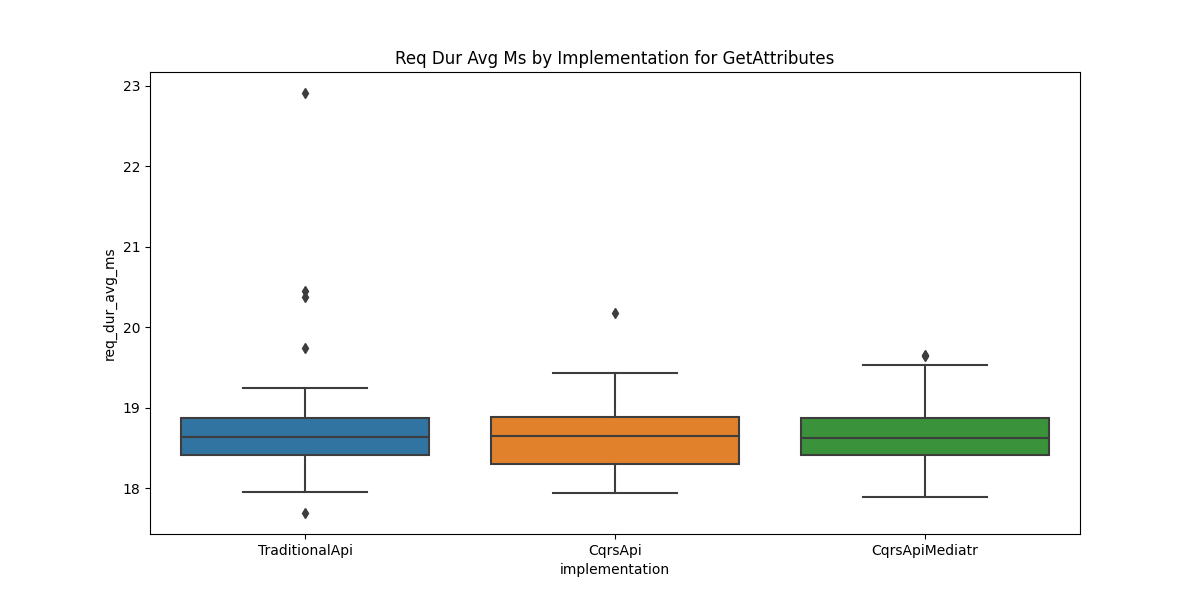 Req Dur Avg Ms by Implementation for GetAttributes
req_dur_avg_ms
23
22
21
20
19
18
TraditionalApi
CqrsApi
CqrsApiMediatr
implementation